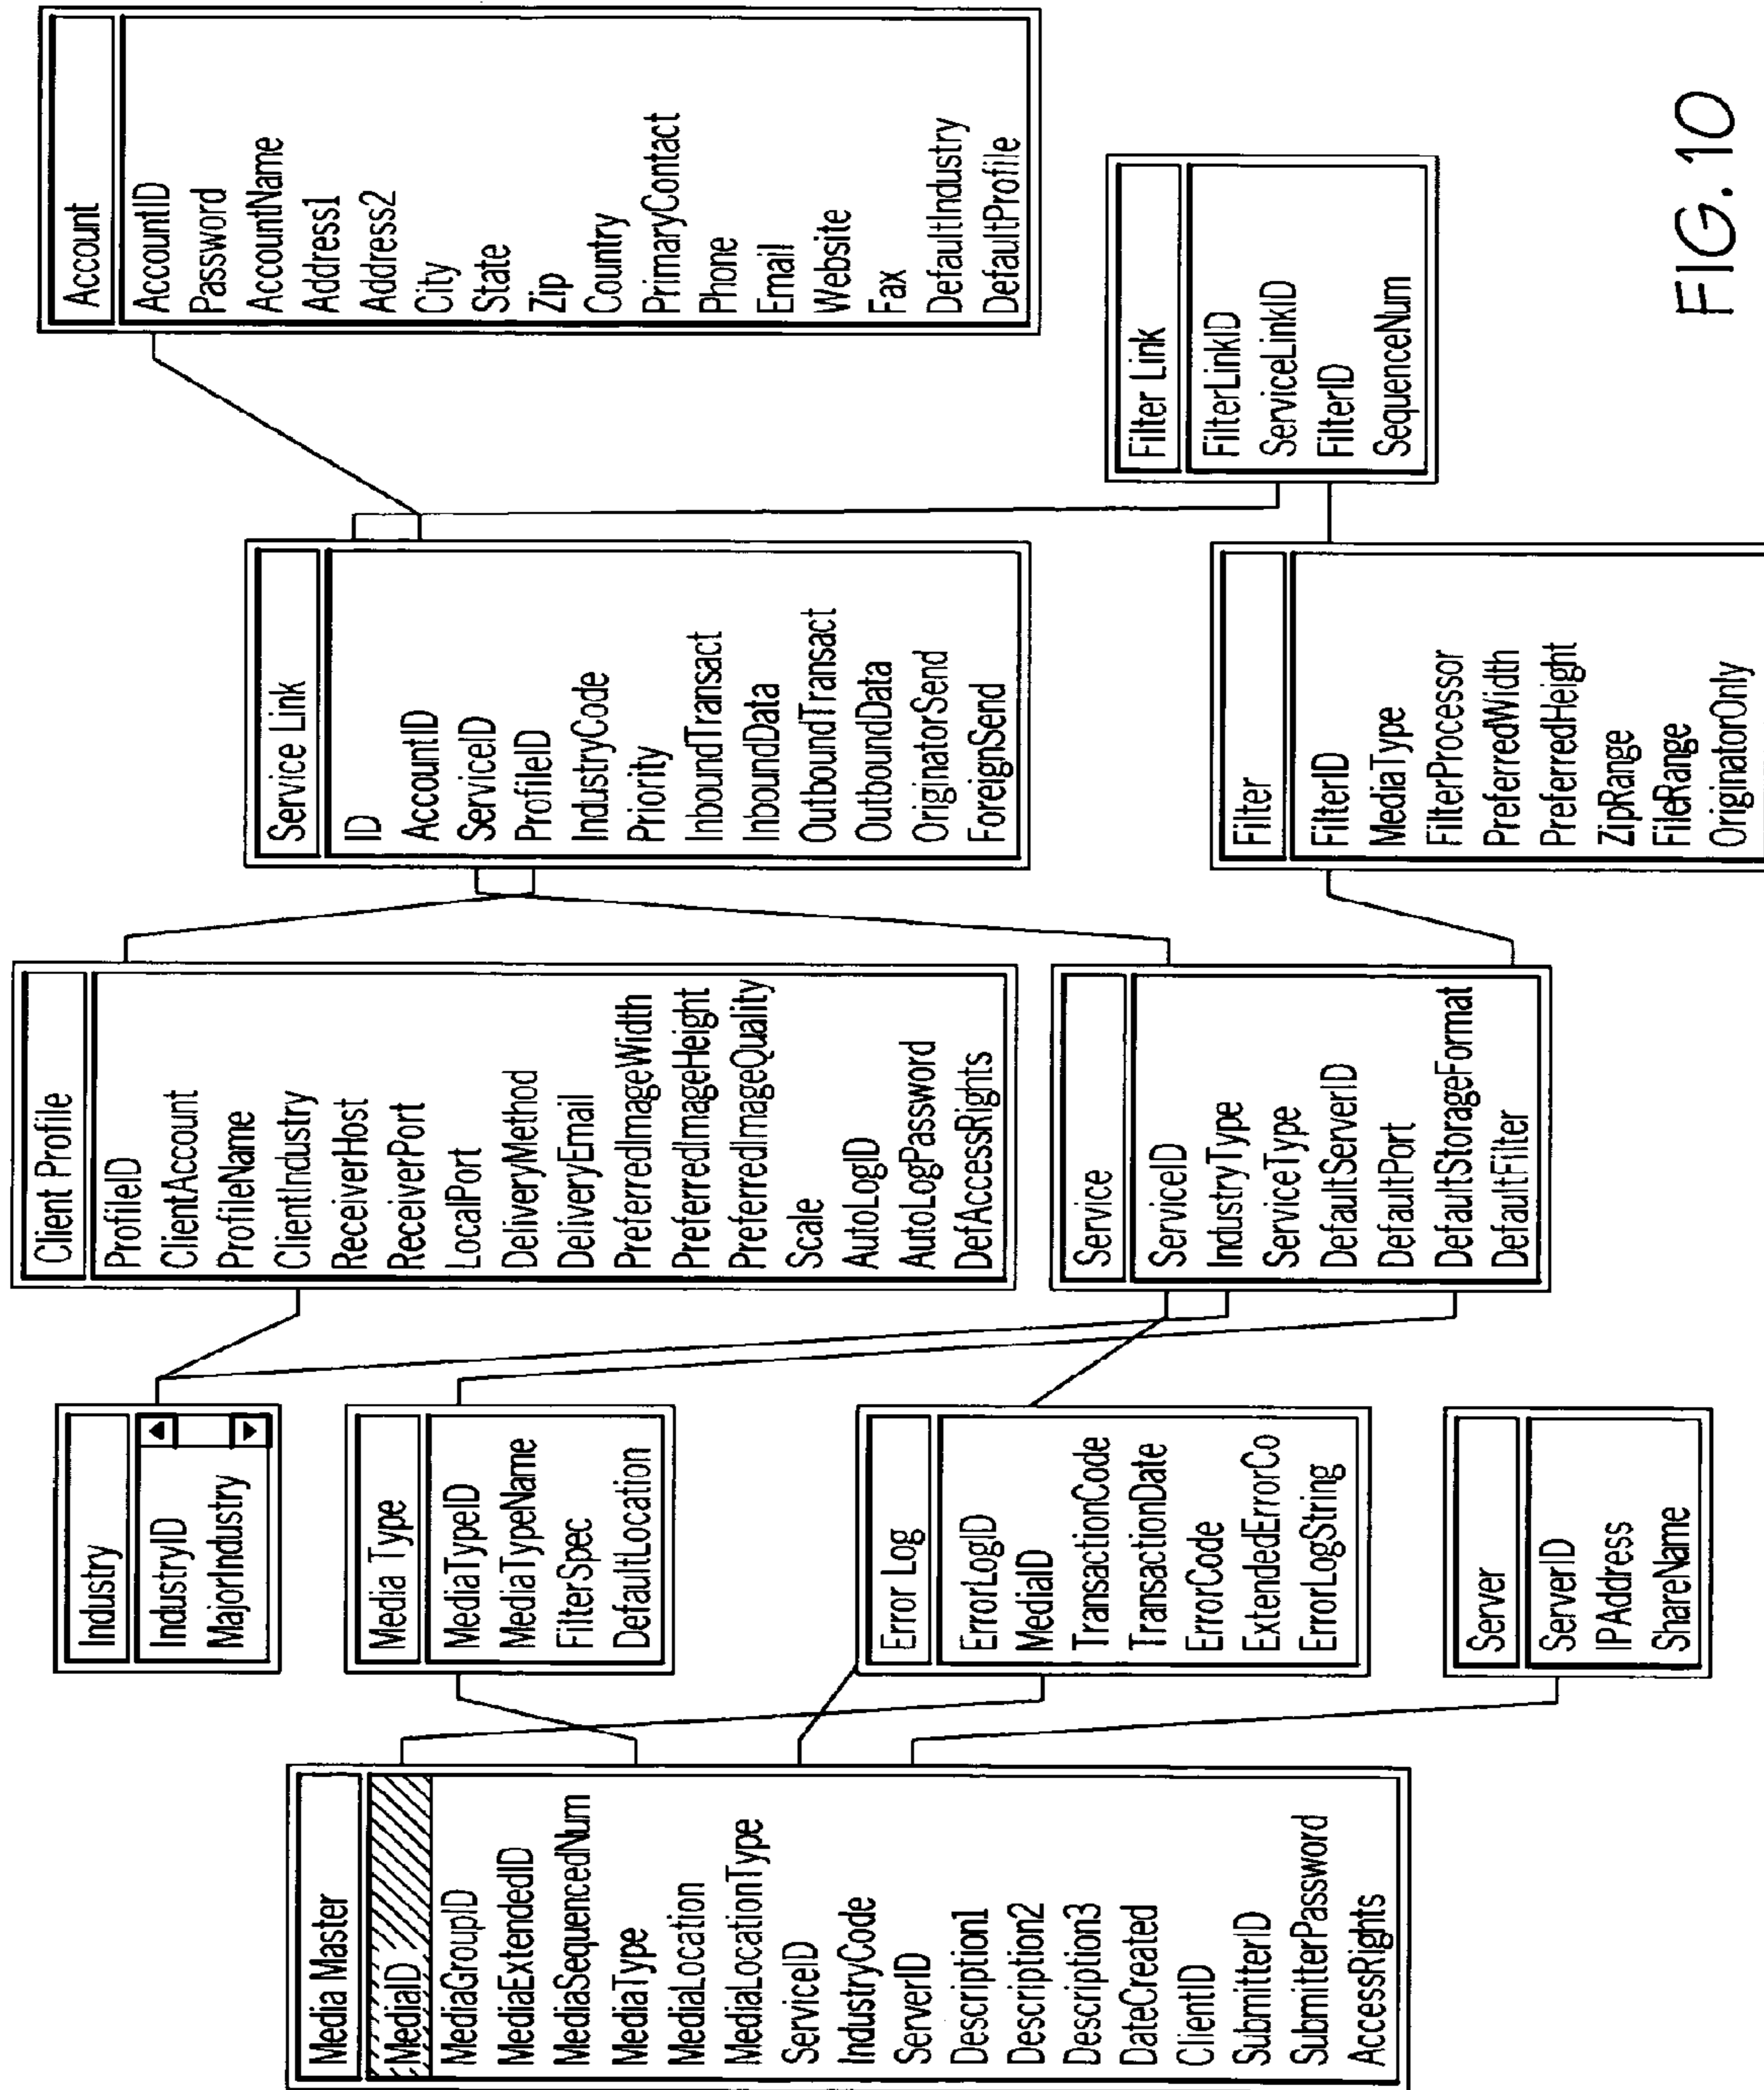 Media Master
MediaID
MediaGroupID
MediaExtendedID
MediaSequencedNum
MediaType
MediaLocation
MediaLocationType
ServiceID
IndustryCode
ServerID
Description1
Description2
Description3
DateCreated
ClientID
SubmitterID
SubmitterPassword
AccessRights
Industry
IndustryID
MajorIndustry
Media Type
MediaTypeID
MediaTypeName
FilterSpec
DefaultLocation
Error Log
ErrorLogID
MediaID
TransactionCode
TransactionDate
ErrorCode
ExtendedErrorCo
ErrorLogString
Server
ServerID
IPAddress
ShareName
Client Profile
ProfileID
ClientAccount
ProfileName
ClientIndustry
ReceiverHost
ReceiverPort
LocalPort
DeliveryMethod
DeliveryEmail
PreferredImageWidth
PreferredImageHeight
PreferredImageQuality
Scale
AutoLogID
AutoLogPassword
DefAccessRights
Service
ServiceID
IndustryType
ServiceType
DefaultServerID
DefaultPort
DefaultStorageFormat
DefaultFilter
Service Link
ID
AccountID
ServiceID
ProfileID
IndustryCode
Priority
InboundTransact
InboundData
OutboundTransact
OutboundData
OriginatorSend
ForeignSend
Filter
FilterID
MediaType
FilterProcessor
PreferredWidth
PreferredHeight
ZipRange
FileRange
OriginatorOnly
Account
AccountID
Password
AccountName
Address1
Address2
City
State
Zip
Country
PrimaryContact
Phone
Email
Website
Fax
DefaultIndustry
DefaultProfile
Filter Link
FilterLinkID
ServiceLinkID
FilterID
SequenceNum
FIG. 10